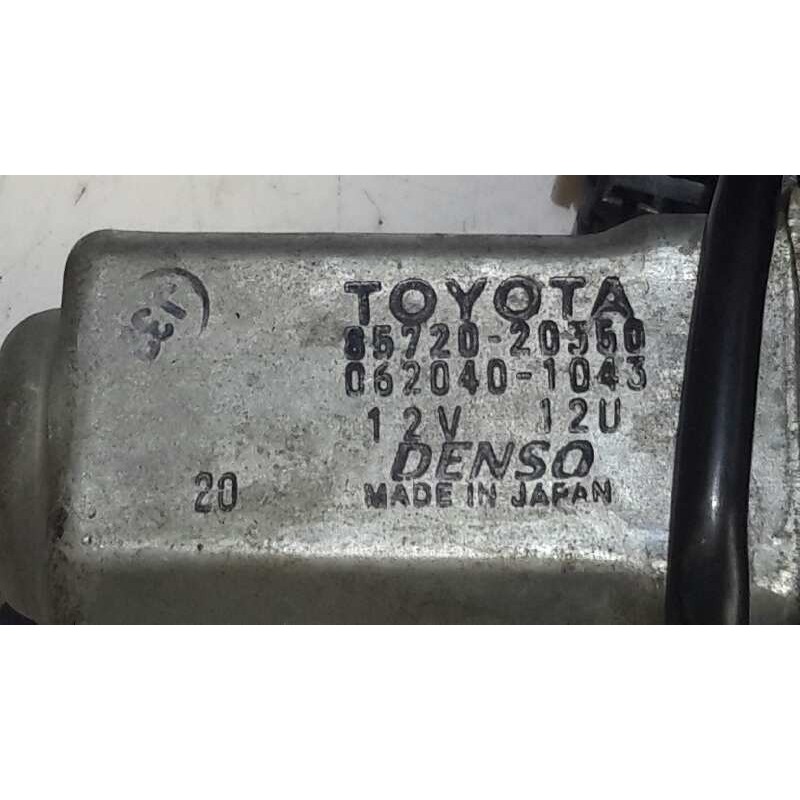 TOYOTA
85720-20360
062040-1043
12V 12U
DENSO
MADE IN JAPAN
20